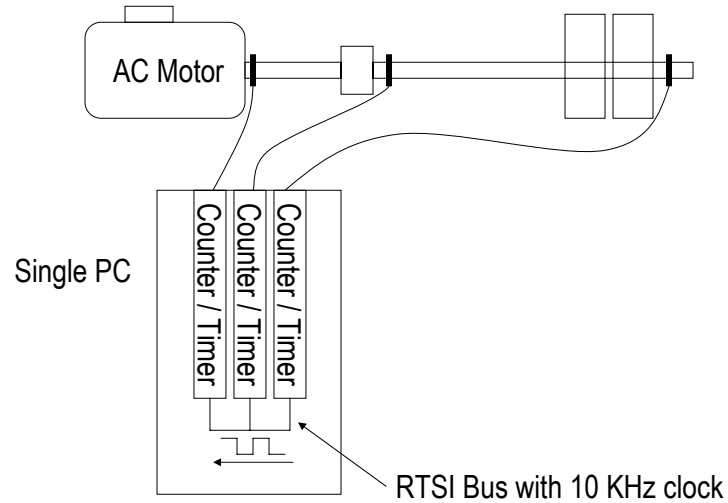 AC Motor
Single PC
Counter / Timer
Counter / Timer
Counter / Timer
RTSI Bus with 10 KHz clock